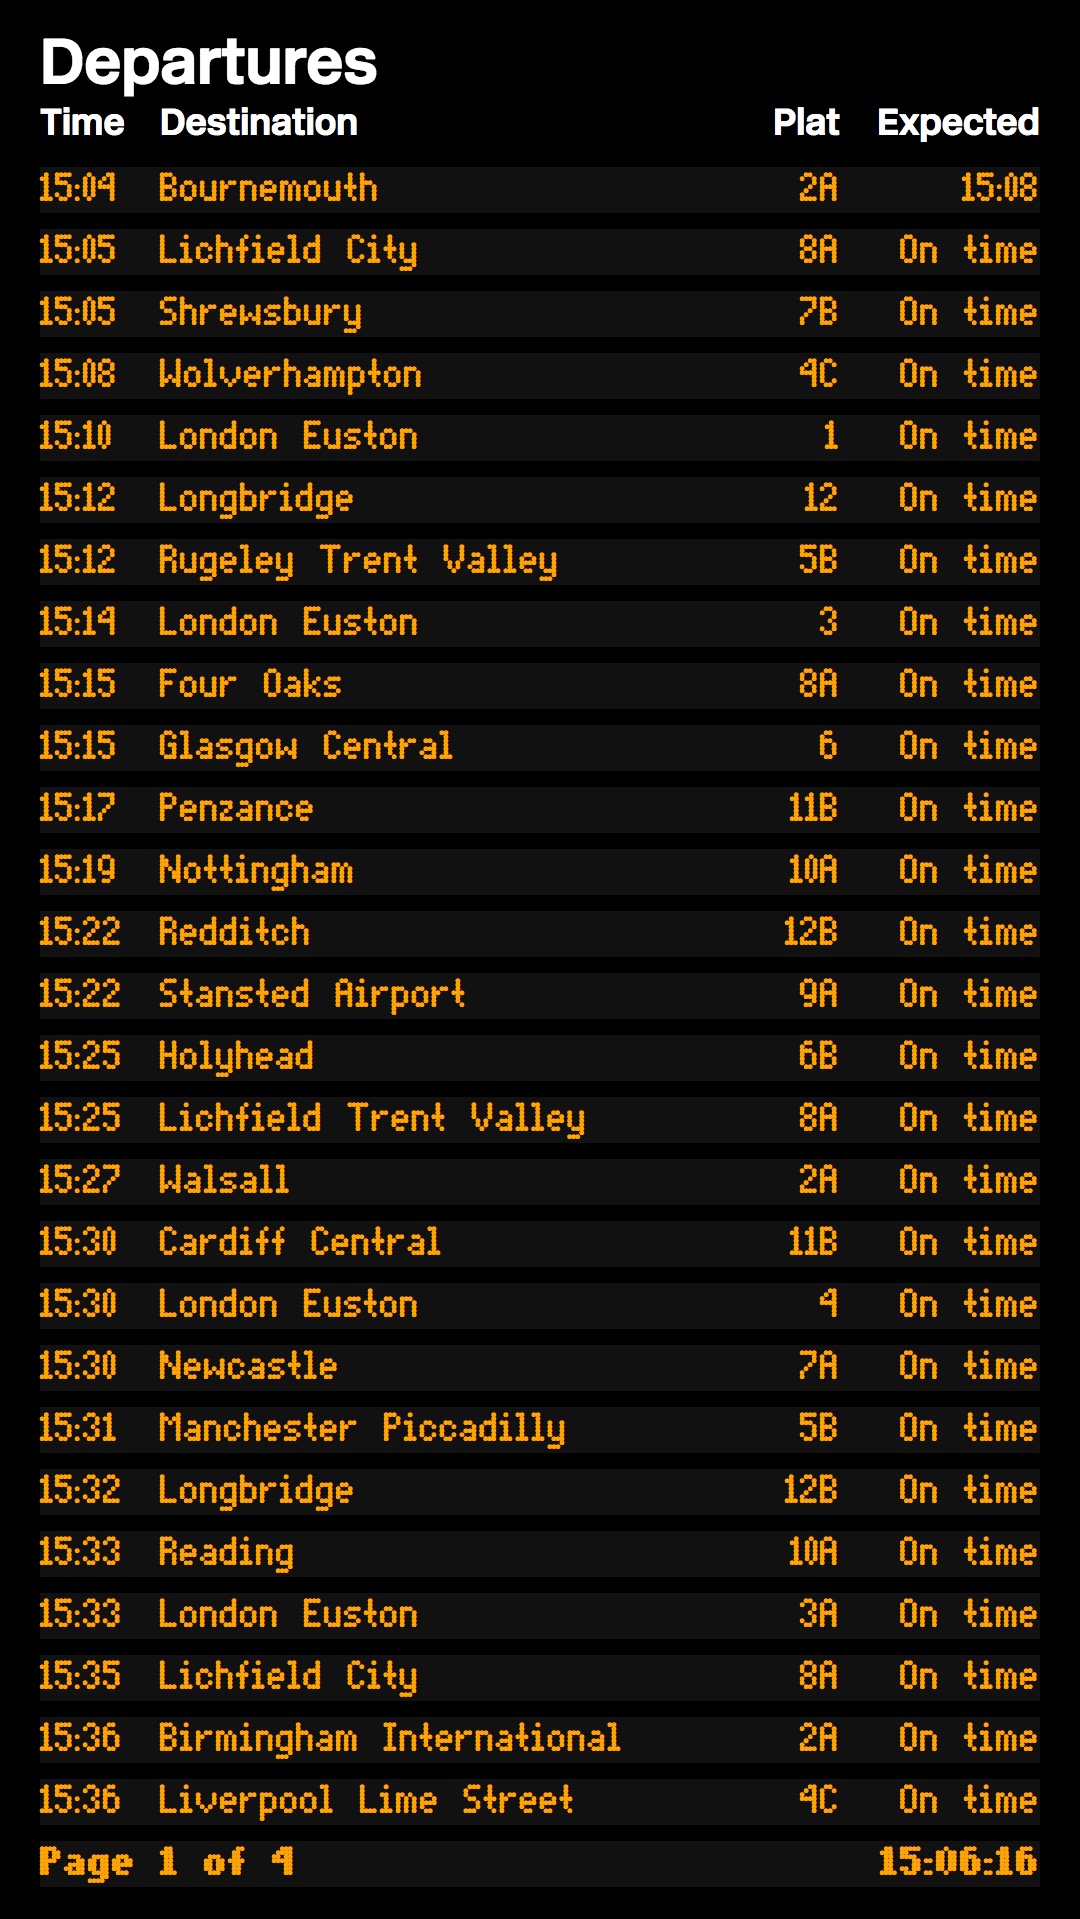 Departures
Time Destination Plat Expected
15:04 Bournemouth 2A 15:08
15:05 Lichfield City 8A On time
15:05 Shrewsbury 7B On time
15:08 Wolverhampton 4C On time
15:10 London Euston 1 On time
15:12 Longbridge 12 On time
15:12 Rugeley Trent Valley 5B On time
15:14 London Euston 3 On time
15:15 Four Oaks 8A On time
15:15 Glasgow Central 6 On time
15:17 Penzance 11B On time
15:19 Nottingham 10A On time
15:22 Redditch 12B On time
15:22 Stansted Airport 9A On time
15:25 Holyhead 6B On time
15:25 Lichfield Trent Valley 8A On time
15:27 Walsall 2A On time
15:30 Cardiff Central 11B On time
15:30 London Euston 4 On time
15:30 Newcastle 7A On time
15:31 Manchester Piccadilly 5B On time
15:32 Longbridge 12B On time
15:33 Reading 10A On time
15:33 London Euston 3A On time
15:35 Lichfield City 8A On time
15:36 Birmingham International 2A On time
15:36 Liverpool Lime Street 4C On time
Page 1 of 4 15:06:16